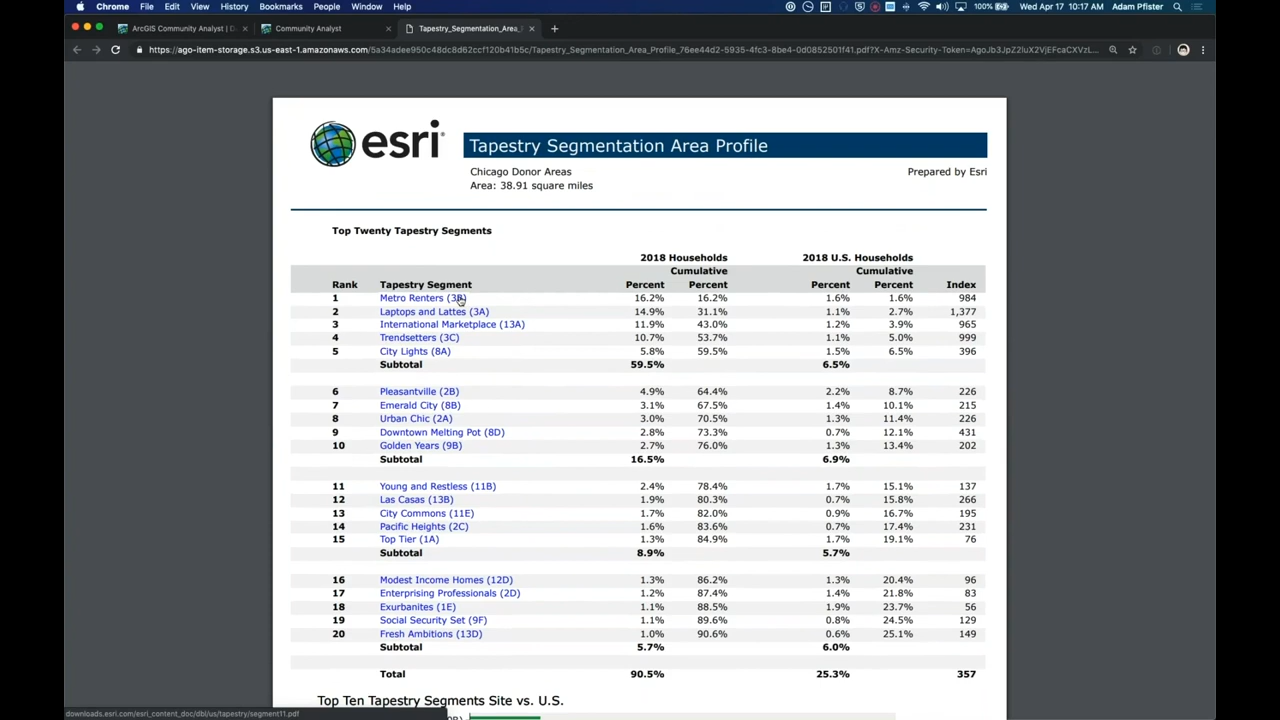 Chrome File Edit View History Bookmarks People Window Help 100% Wed Apr 17 10:17 AM Adam Pfister
ArcGIS Community Analyst | Do Community Analyst Tapestry_Segmentation_Area_
https://ago-item-storage.s3.us-east-1.amazonaws.com/5a34adee950c48dc8d62ccf120b41b5c/Tapestry_Segmentation_Area_Profile_76ee44d2-5935-4fc3-8be4-0d0852501f41.pdf?X-Amz-Security-Token=
esri
Tapestry Segmentation Area Profile
Chicago Donor Areas Prepared by Esri
Area: 38.91 square miles
Top Twenty Tapestry Segments
2018 Households 2018 U.S. Households
Cumulative Cumulative
Rank Tapestry Segment Percent Percent Percent Percent Index
1 Metro Renters (3B) 16.2% 16.2% 1.6% 1.6% 984
2 Laptops and Lattes (3A) 14.9% 31.1% 1.1% 2.7% 1,377
3 International Marketplace (13A) 11.9% 43.0% 1.2% 3.9% 965
4 Trendsetters (3C) 10.7% 53.7% 1.1% 5.0% 999
5 City Lights (8A) 5.8% 59.5% 1.5% 6.5% 396
Subtotal 59.5% 6.5%
6 Pleasantville (2B) 4.9% 64.4% 2.2% 8.7% 226
7 Emerald City (8B) 3.1% 67.5% 1.4% 10.1% 215
8 Urban Chic (2A) 3.0% 70.5% 1.3% 11.4% 226
9 Downtown Melting Pot (8D) 2.8% 73.3% 0.7% 12.1% 431
10 Golden Years (9B) 2.7% 76.0% 1.3% 13.4% 202
Subtotal 16.5% 6.9%
11 Young and Restless (11B) 2.4% 78.4% 1.7% 15.1% 137
12 Las Casas (13B) 1.9% 80.3% 0.7% 15.8% 266
13 City Commons (11E) 1.7% 82.0% 0.9% 16.7% 195
14 Pacific Heights (2C) 1.6% 83.6% 0.7% 17.4% 231
15 Top Tier (1A) 1.3% 84.9% 1.7% 19.1% 76
Subtotal 8.9% 5.7%
16 Modest Income Homes (12D) 1.3% 86.2% 1.3% 20.4% 96
17 Enterprising Professionals (2D) 1.2% 87.4% 1.4% 21.8% 83
18 Exurbanites (1E) 1.1% 88.5% 1.9% 23.7% 56
19 Social Security Set (9F) 1.1% 89.6% 0.8% 24.5% 129
20 Fresh Ambitions (13D) 1.0% 90.6% 0.6% 25.1% 149
Subtotal 5.7% 6.0%
Total 90.5% 25.3% 357
Top Ten Tapestry Segments Site vs. U.S.
downloads.esri.com/esri_content_doc/dbl/us/tapestry/segment11.pdf